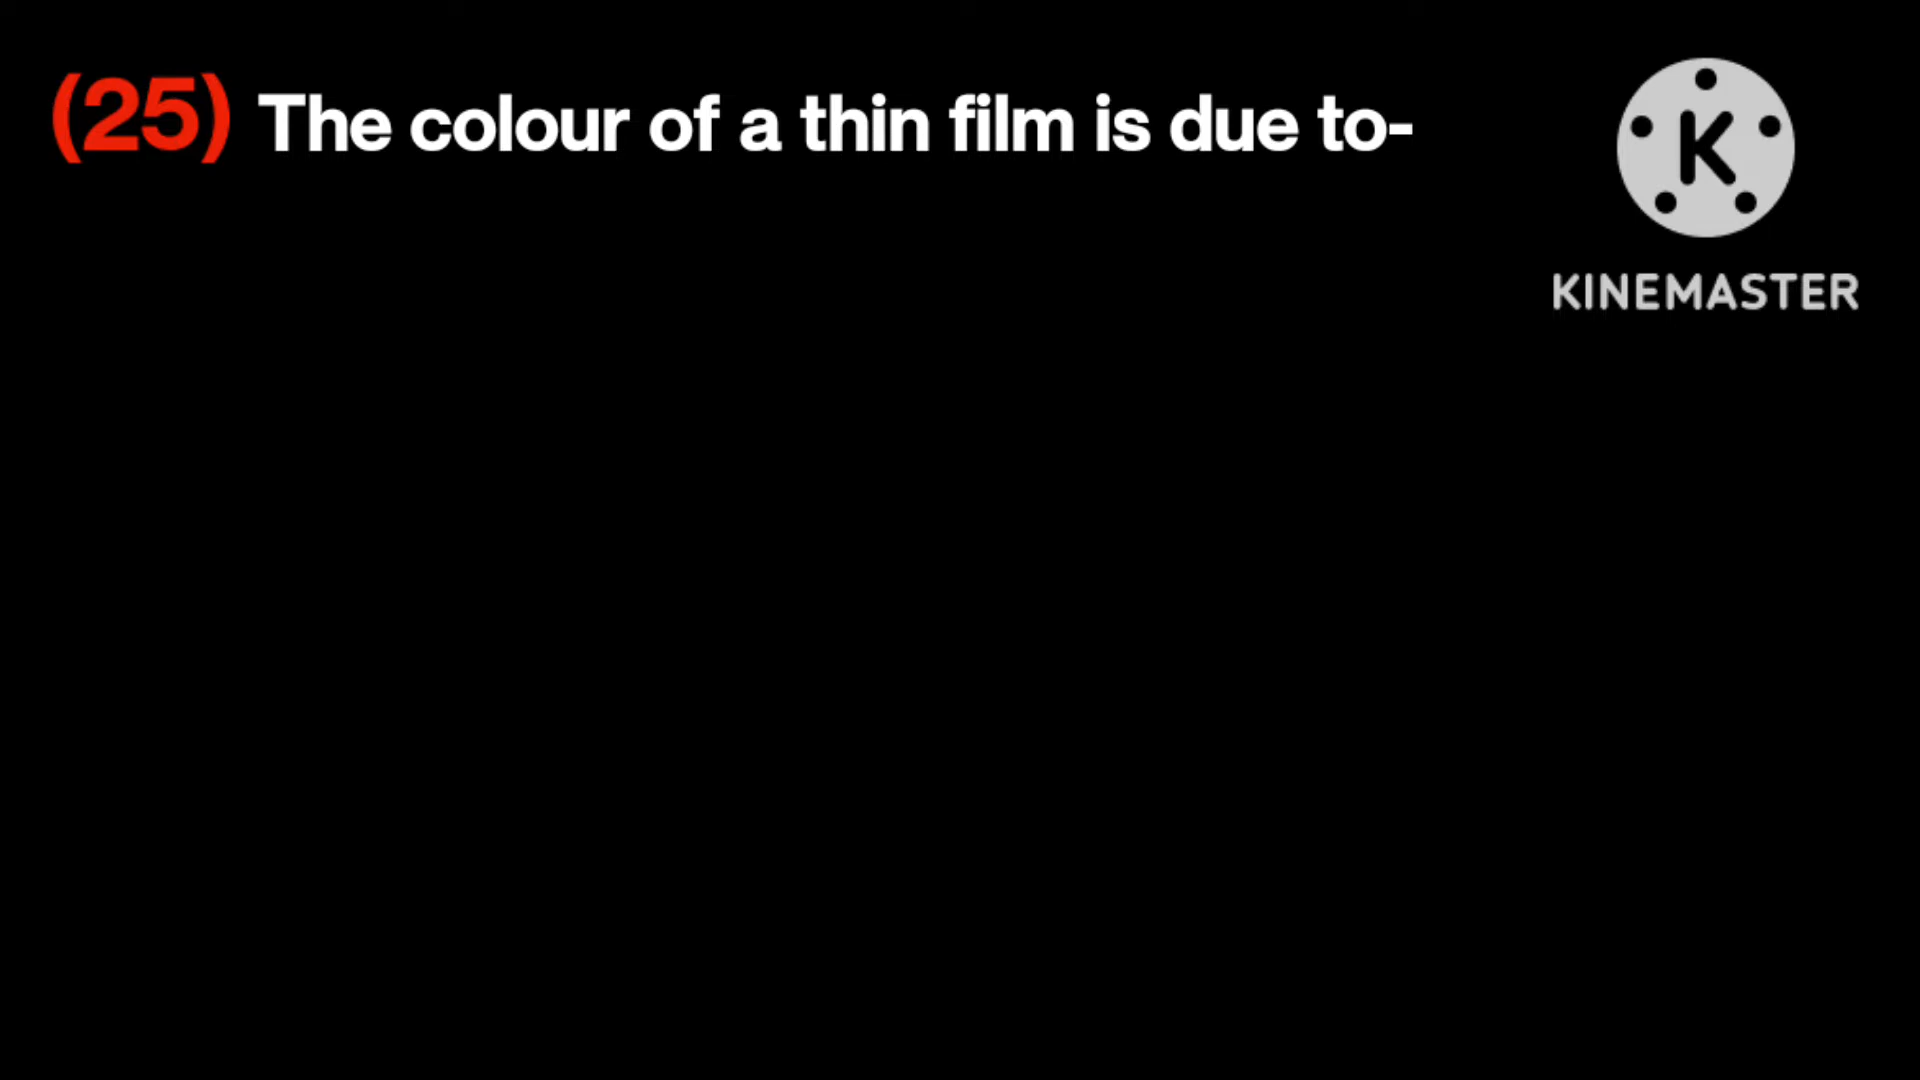 (25) The colour of a thin film is due to-
K
KINEMASTER